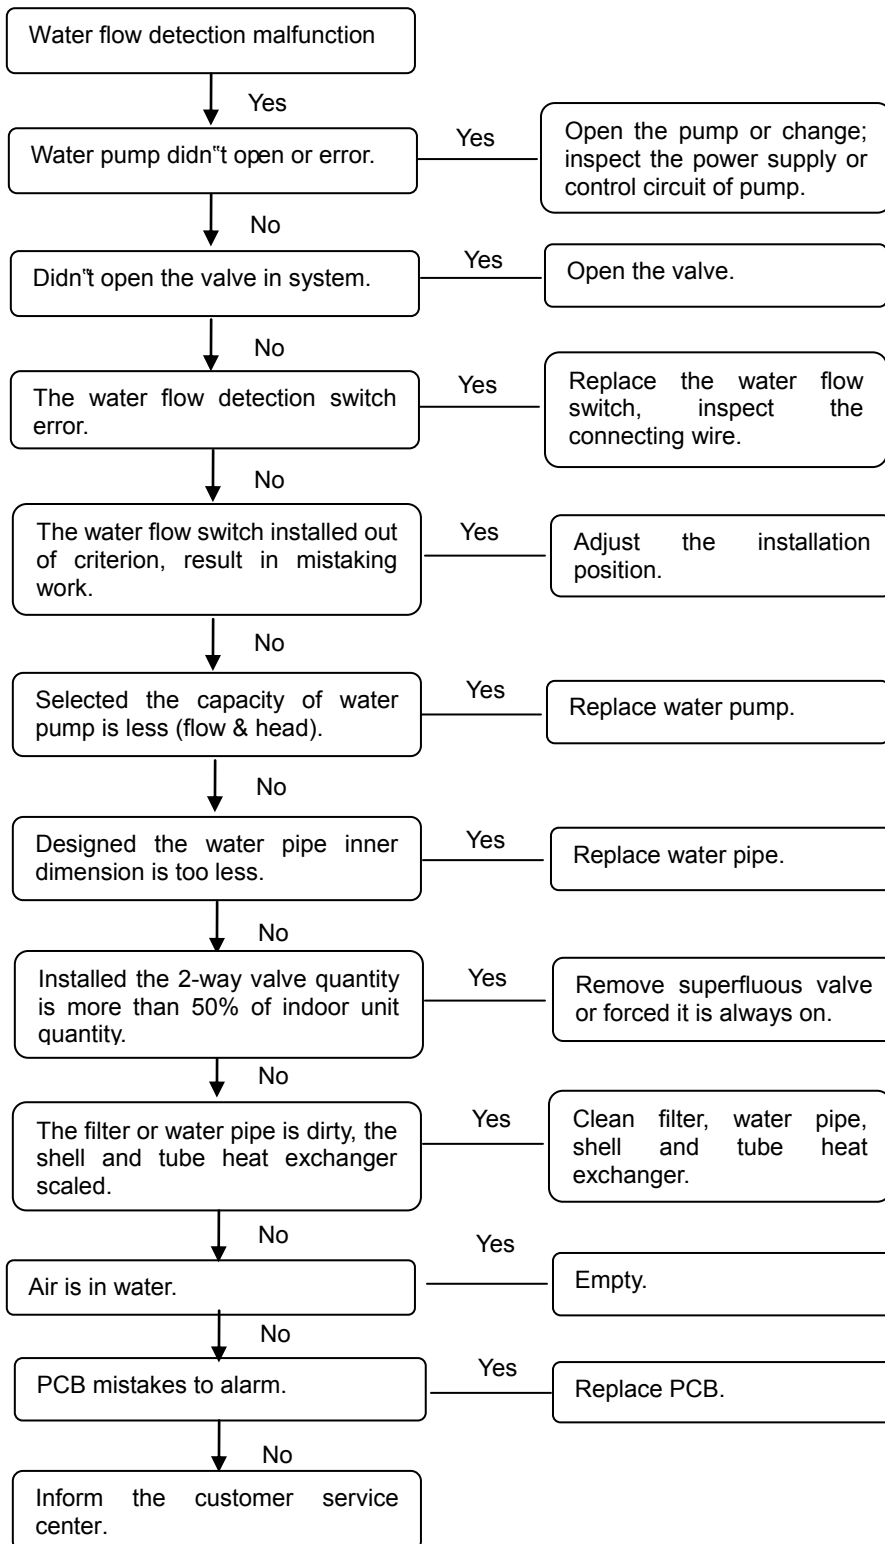 Water flow detection malfunction
Yes
Water pump didn‟t open or error.
Yes
Open the pump or change;
inspect the power supply or
control circuit of pump.
No
Didn‟t open the valve in system.
Yes
Open the valve.
No
The water flow detection switch
error.
Yes
Replace the water flow
switch, inspect the
connecting wire.
No
The water flow switch installed out
of criterion, result in mistaking
work.
Yes
Adjust the installation
position.
No
Selected the capacity of water
pump is less (flow & head).
Yes
Replace water pump.
No
Designed the water pipe inner
dimension is too less.
Yes
Replace water pipe.
No
Installed the 2-way valve quantity
is more than 50% of indoor unit
quantity.
Yes
Remove superfluous valve
or forced it is always on.
No
The filter or water pipe is dirty, the
shell and tube heat exchanger
scaled.
Yes
Clean filter, water pipe,
shell and tube heat
exchanger.
No
Air is in water.
Yes
Empty.
No
PCB mistakes to alarm.
Yes
Replace PCB.
No
Inform the customer service
center.